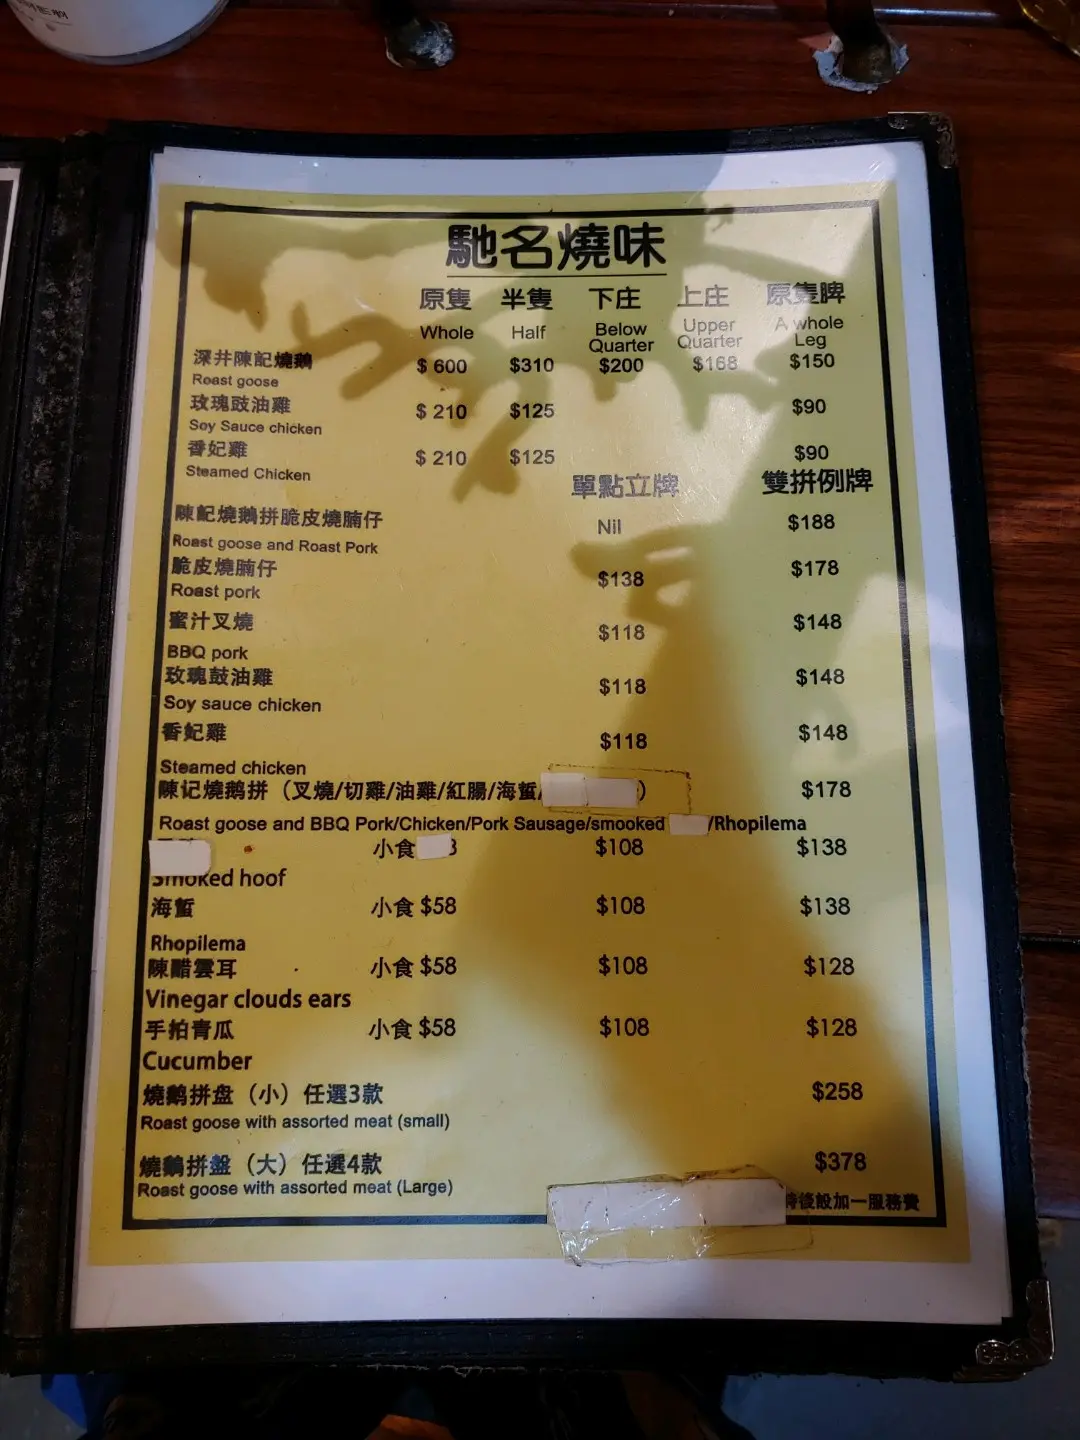 馳名燒味
原隻 半隻 下庄 上庄 原隻脾
Whole Half Below Quarter Upper Quarter A whole Leg
深井陳記燒鵝 $ 600 $310 $200 $168 $150
Roast goose
玫瑰鼓油雞 $ 210 $125 $90
Soy Sauce chicken
香妃雞 $ 210 $125 $90
Steamed Chicken
單點立牌 雙拼例牌
陳記燒鵝拼脆皮燒腩仔 Nil $188
Roast goose and Roast Pork
脆皮燒腩仔 $138 $178
Roast pork
蜜汁叉燒 $118 $148
BBQ pork
玫瑰鼓油雞 $118 $148
Soy sauce chicken
香妃雞 $118 $148
Steamed chicken
陳记燒鹅拼（叉燒/切雞/油雞/紅腸/海蜇/ ） $178
Roast goose and BBQ Pork/Chicken/Pork Sausage/smooked /Rhopilema
小食 $108 $138
Smoked hoof
海蜇 小食 $58 $108 $138
Rhopilema
陳醋雲耳 小食 $58 $108 $128
Vinegar clouds ears
手拍青瓜 小食 $58 $108 $128
Cucumber
燒鵝拼盘（小）任選3款 $258
Roast goose with assorted meat (small)
燒鵝拼盤（大）任選4款 $378
Roast goose with assorted meat (Large)
時後設加一服務費